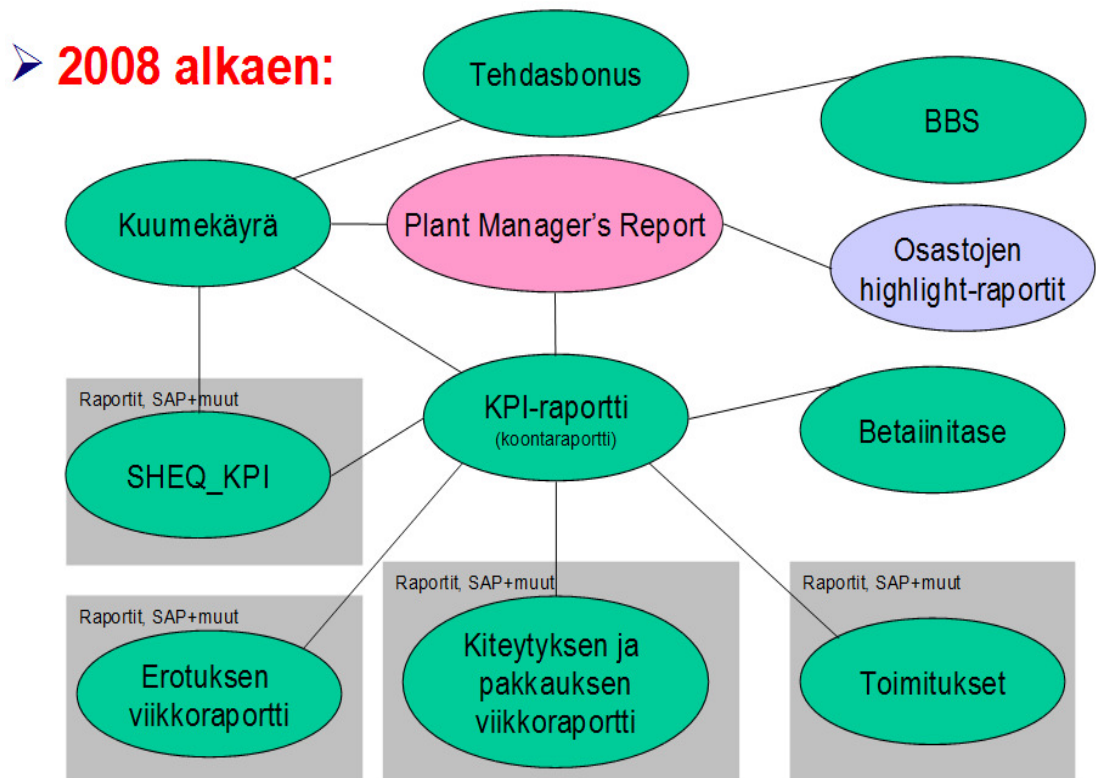 2008 alkaen:
Tehdasbonus
BBS
Kuumekäyrä
Plant Manager's Report
Osastojen
highlight-raportit
Raportit, SAP+muut
SHEQ_KPI
KPI-raportti
(koontaraportti)
Betaiinitase
Raportit, SAP+muut
Erotuksen
viikkoraportti
Raportit, SAP+muut
Kiteytyksen ja
pakkauksen
viikkoraportti
Raportit, SAP+muut
Toimitukset